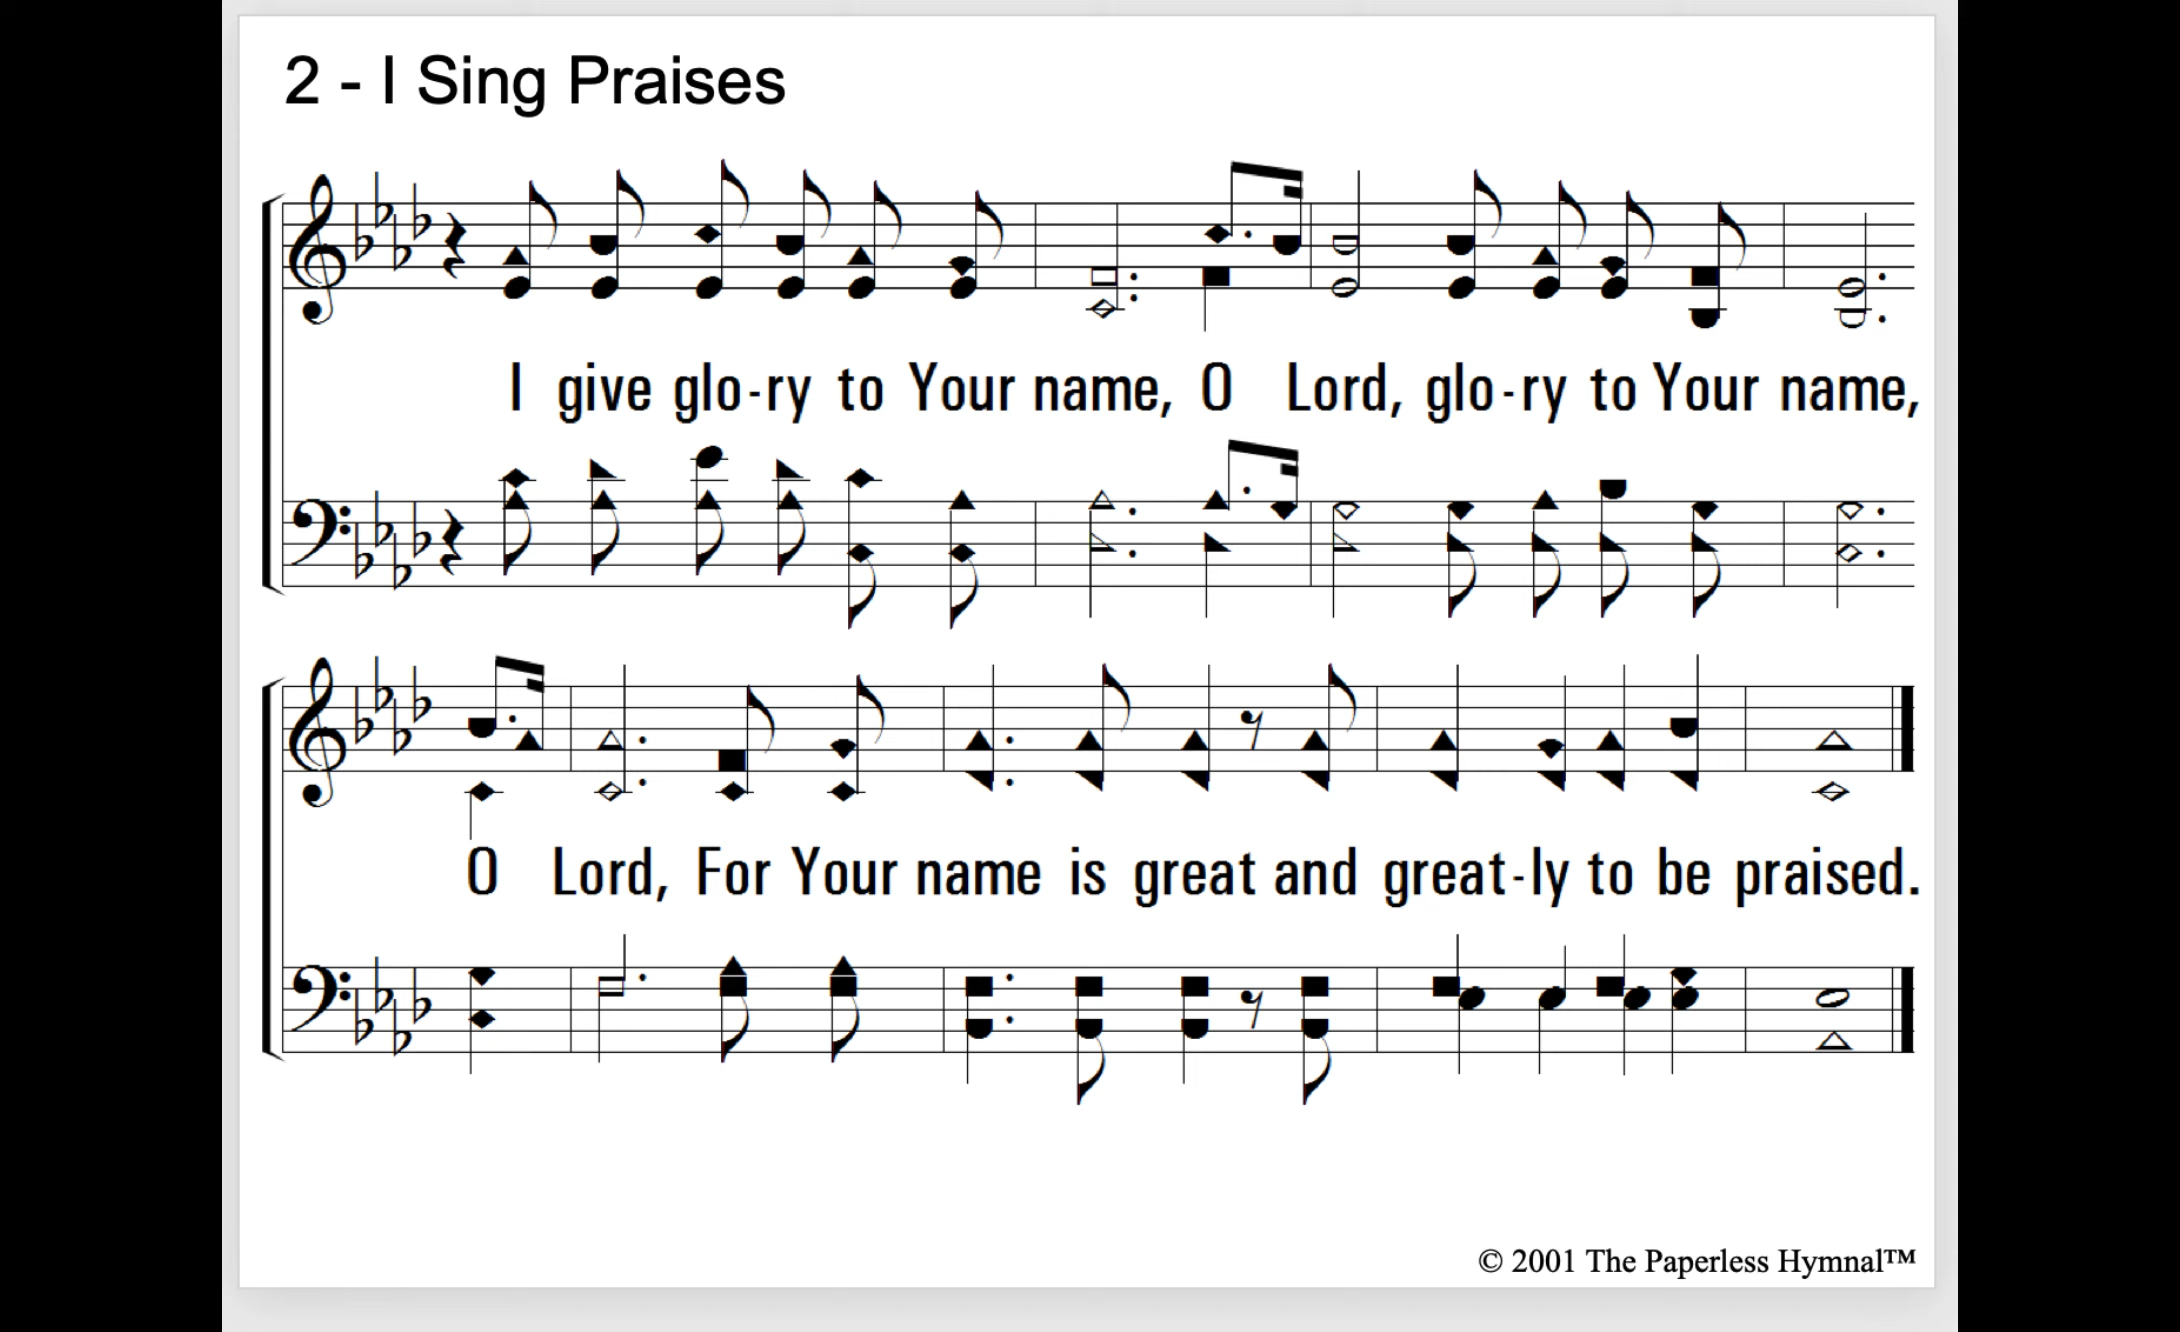 2 - I Sing Praises
I give glo-ry to Your name, O Lord, glo-ry to Your name,
O Lord, For Your name is great and great-ly to be praised.
© 2001 The Paperless Hymnal™